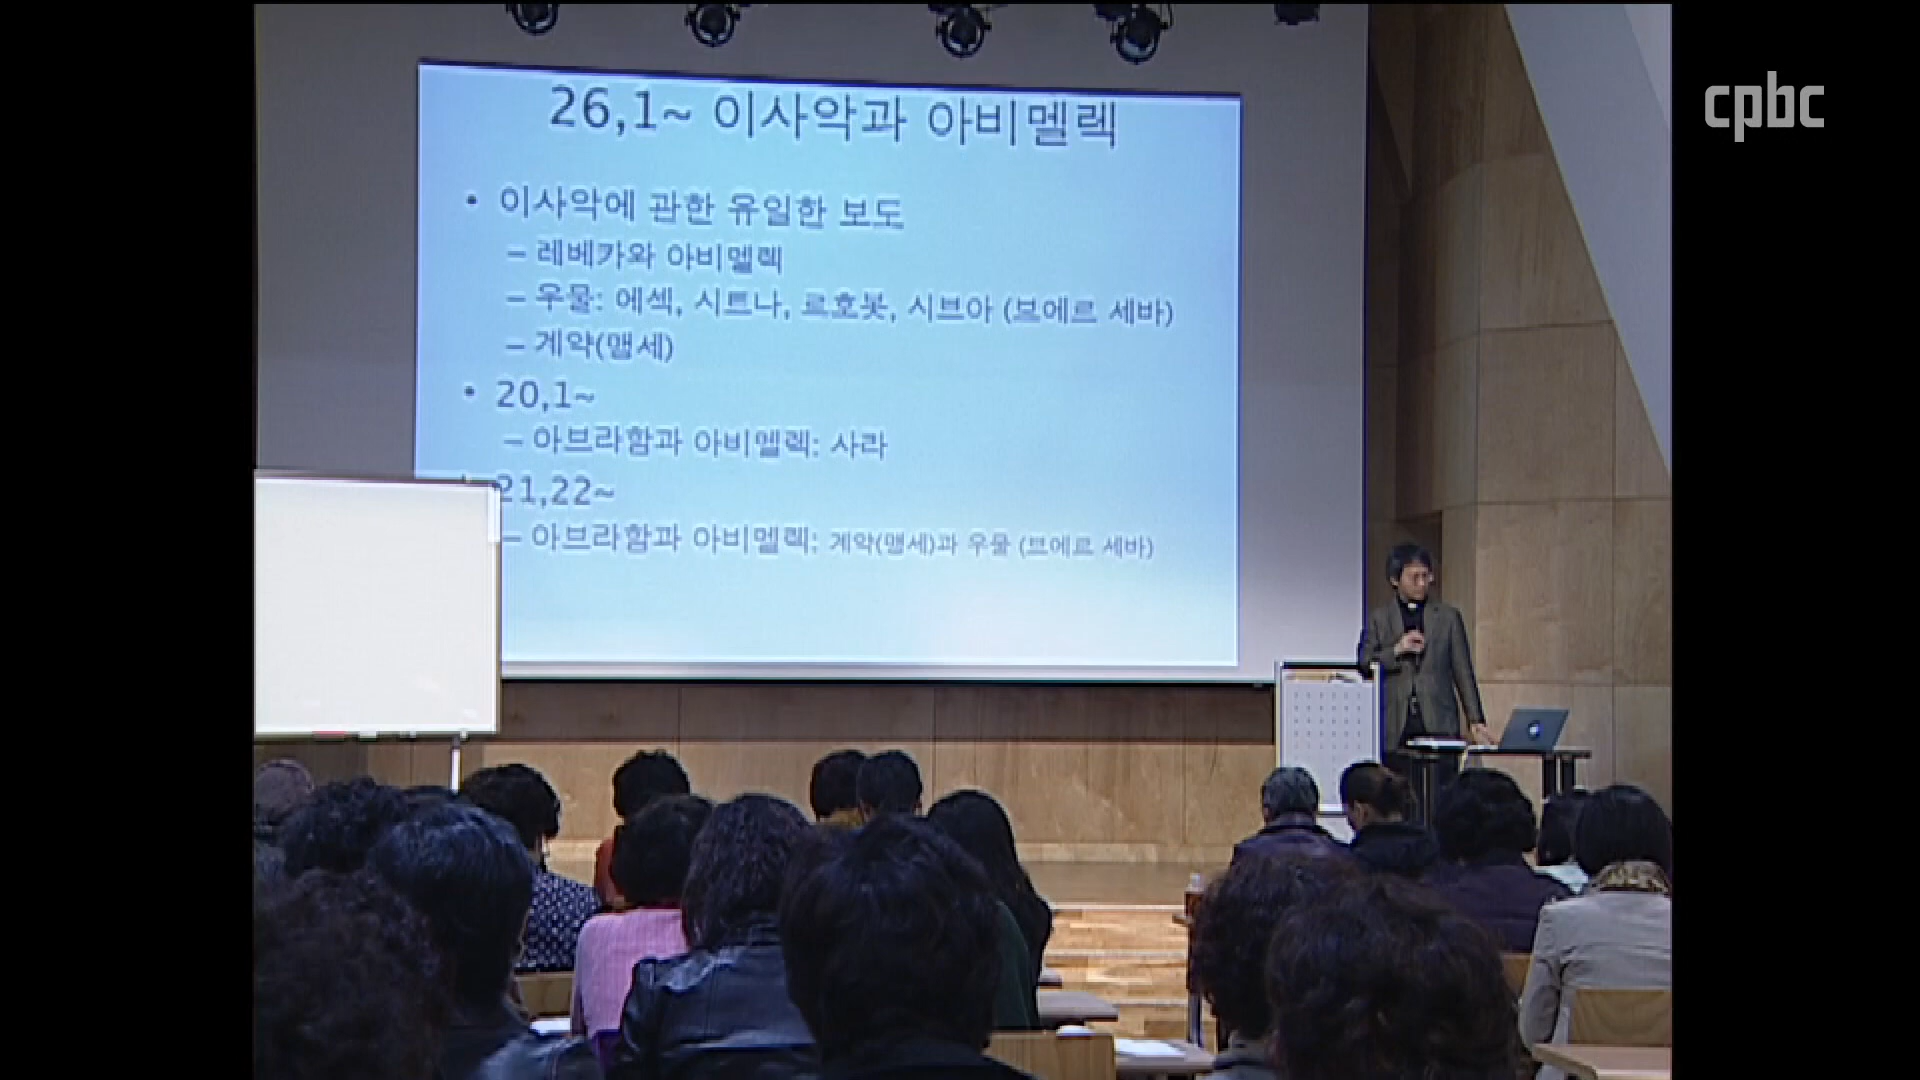 cpbc
26,1~ 이사악과 아비멜렉
• 이사악에 관한 유일한 보도
– 레베카와 아비멜렉
– 우물: 에섹, 시트나, 르호봇, 시브아 (브에르 세바)
– 계약(맹세)
• 20,1~
– 아브라함과 아비멜렉: 사라
21,22~
– 아브라함과 아비멜렉: 계약(맹세)과 우물 (브에르 세바)